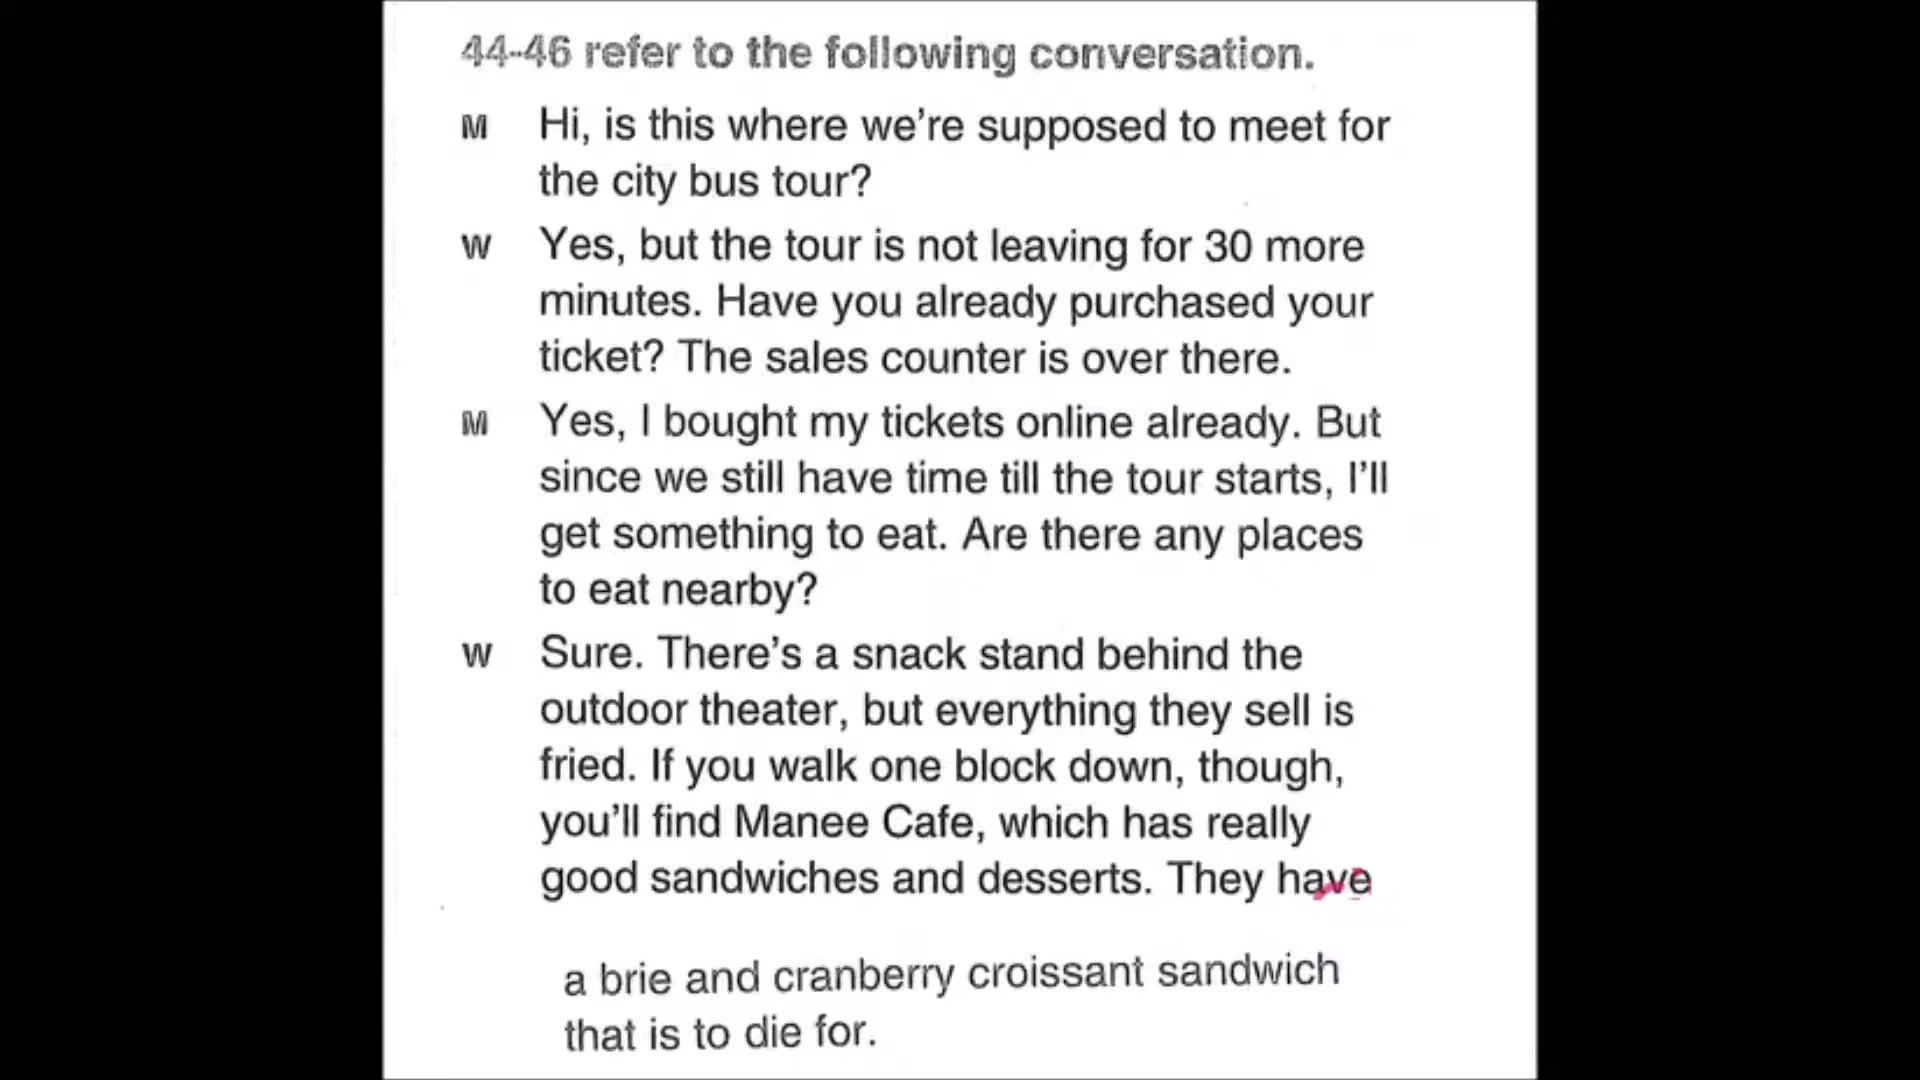 44-46 refer to the following conversation.
M Hi, is this where we're supposed to meet for
the city bus tour?
W Yes, but the tour is not leaving for 30 more
minutes. Have you already purchased your
ticket? The sales counter is over there.
M Yes, I bought my tickets online already. But
since we still have time till the tour starts, I'll
get something to eat. Are there any places
to eat nearby?
W Sure. There's a snack stand behind the
outdoor theater, but everything they sell is
fried. If you walk one block down, though,
you'll find Manee Cafe, which has really
good sandwiches and desserts. They have
a brie and cranberry croissant sandwich
that is to die for.